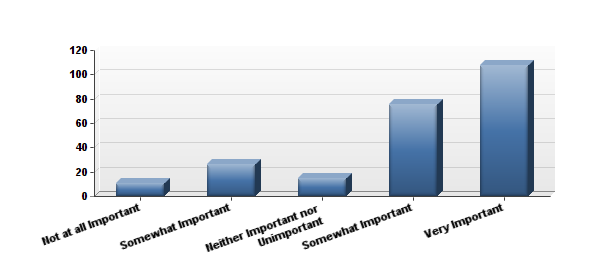 120
100
80
60
40
20
0
Not at all Important
Somewhat Important
Neither Important nor
Unimportant
Somewhat Important
Very Important